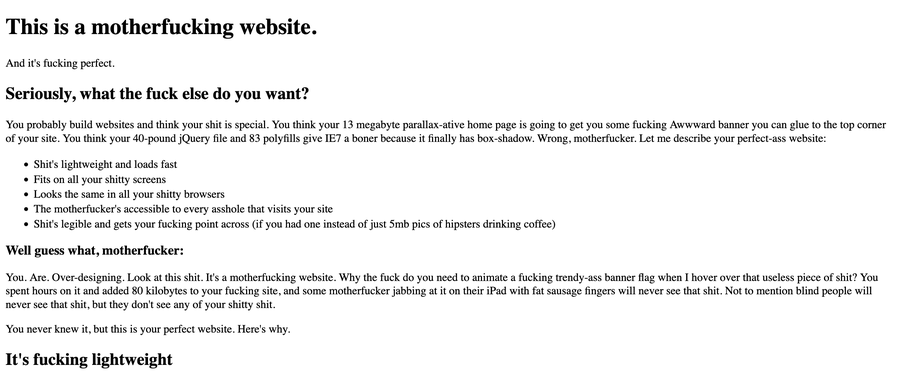 This is a motherfucking website.
And it's fucking perfect.
Seriously, what the fuck else do you want?
You probably build websites and think your shit is special. You think your 13 megabyte parallax-ative home page is going to get you some fucking Awwward banner you can glue to the top corner
of your site. You think your 40-pound jQuery file and 83 polyfills give IE7 a boner because it finally has box-shadow. Wrong, motherfucker. Let me describe your perfect-ass website:
• Shit's lightweight and loads fast
• Fits on all your shitty screens
• Looks the same in all your shitty browsers
• The motherfucker's accessible to every asshole that visits your site
• Shit's legible and gets your fucking point across (if you had one instead of just 5mb pics of hipsters drinking coffee)
Well guess what, motherfucker:
You. Are. Over-designing. Look at this shit. It's a motherfucking website. Why the fuck do you need to animate a fucking trendy-ass banner flag when I hover over that useless piece of shit? You
spent hours on it and added 80 kilobytes to your fucking site, and some motherfucker jabbing at it on their iPad with fat sausage fingers will never see that shit. Not to mention blind people will
never see that shit, but they don't see any of your shitty shit.
You never knew it, but this is your perfect website. Here's why.
It's fucking lightweight